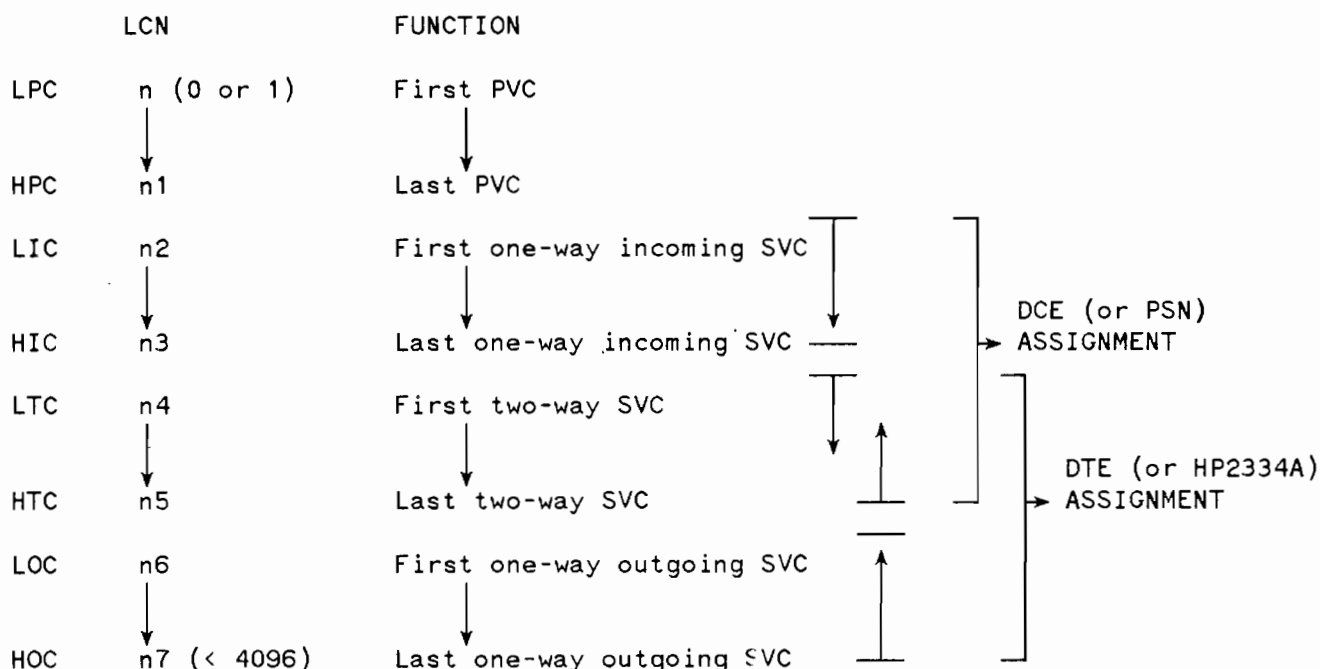 LCN FUNCTION
LPC n (0 or 1) First PVC
HPC n1 Last PVC
LIC n2 First one-way incoming SVC
DCE (or PSN)
HIC n3 Last one-way incoming SVC ASSIGNMENT
LTC n4 First two-way SVC
DTE (or HP2334A)
HTC n5 Last two-way SVC ASSIGNMENT
LOC n6 First one-way outgoing SVC
HOC n7 (< 4096) Last one-way outgoing SVC